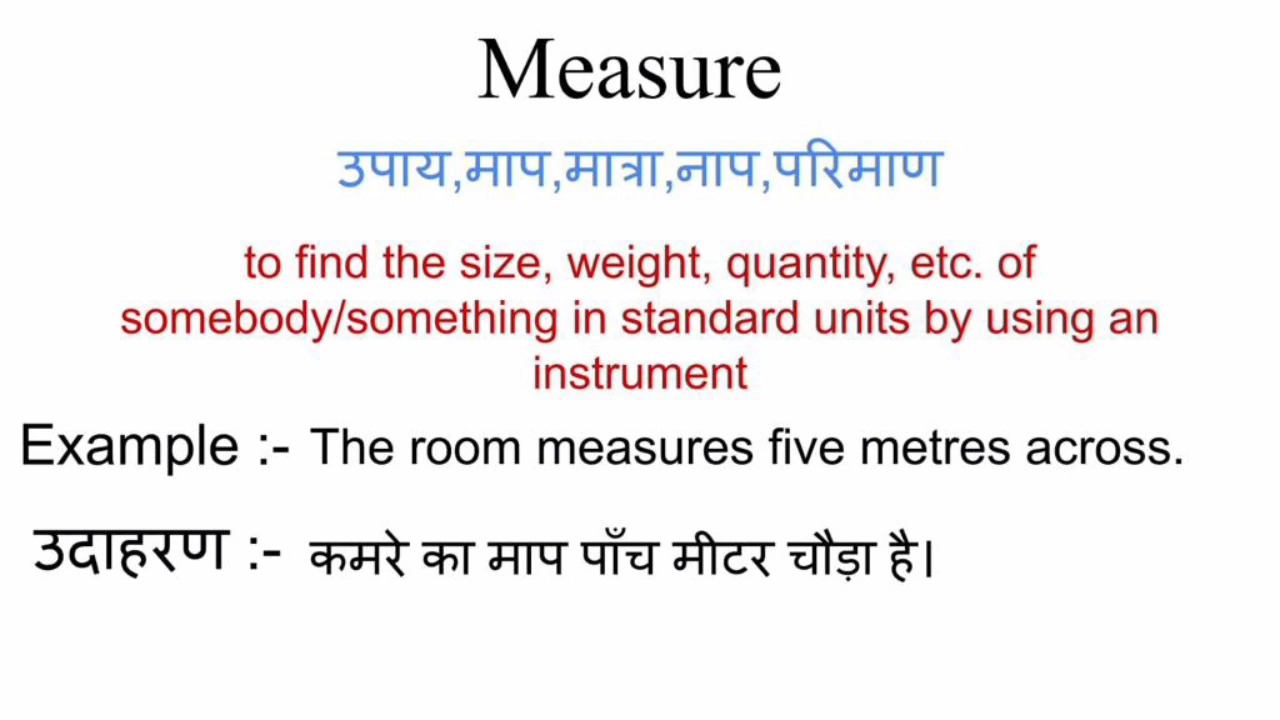 Measure
उपाय,माप,मात्रा,नाप,परिमाण
to find the size, weight, quantity, etc. of
somebody/something in standard units by using an
instrument
Example :- The room measures five metres across.
उदाहरण :- कमरे का माप पाँच मीटर चौड़ा है।